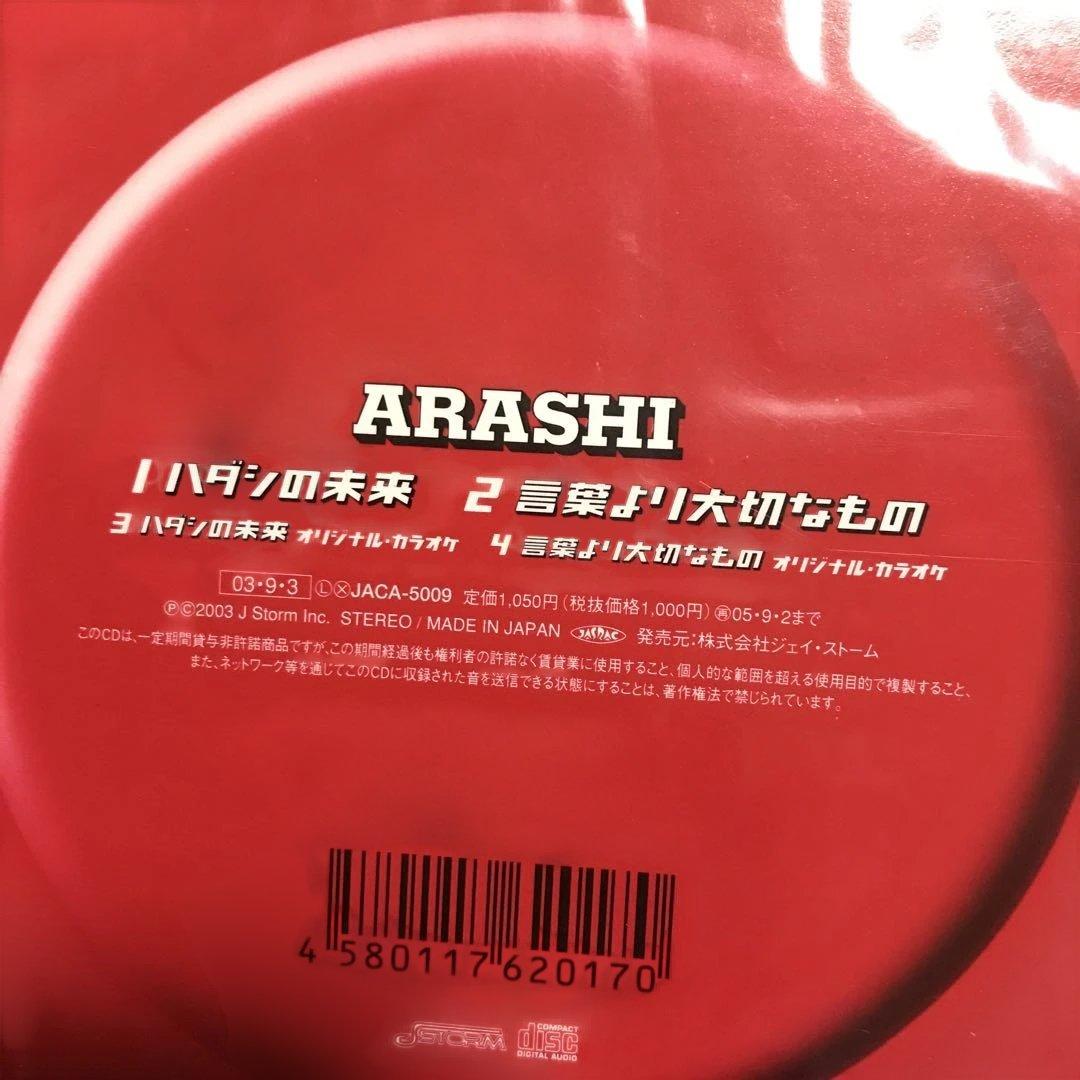 ARASHI
1 ハダシの未来 2 言葉より大切なもの
3 ハダシの未来 オリジナル・カラオケ 4 言葉より大切なもの オリジナル・カラオケ
03・9・3 ⓁⓍJACA-5009 定価1,050円(税抜価格1,000円)㊢05・9・2まで
ⓅⒸ2003 J Storm Inc. STEREO / MADE IN JAPAN JASRAC 発売元:株式会社ジェイ・ストーム
このCDは、一定期間貸与非許諾商品ですが、この期間経過後も権利者の許諾なく賃貸業に使用すること、個人的な範囲を超える使用目的で複製すること、
また、ネットワーク等を通じてこのCDに収録された音を送信できる状態にすることは、著作権法で禁じられています。
4 580117 620170
J STORM COMPACT disc DIGITAL AUDIO